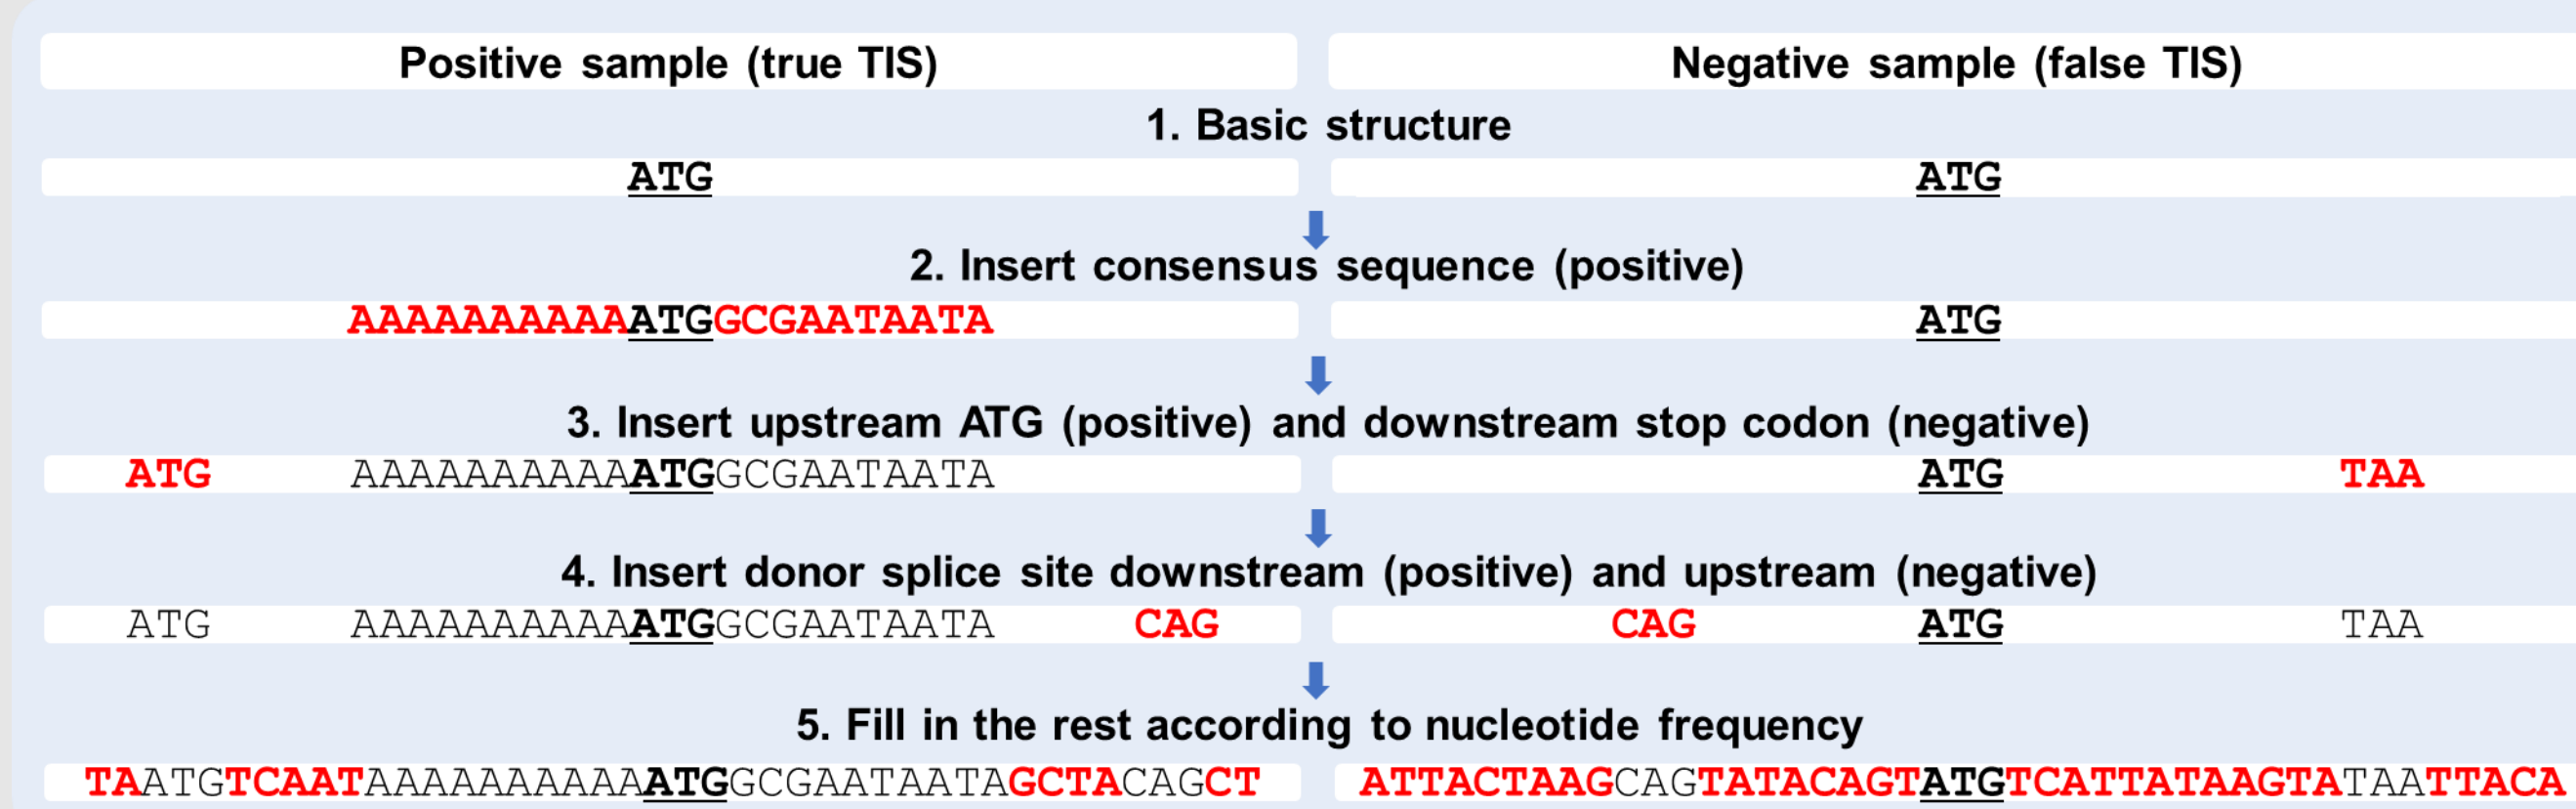 Positive sample (true TIS) Negative sample (false TIS)
1. Basic structure
ATG ATG
2. Insert consensus sequence (positive)
AAAAAAAAAAATGGCGAATAATA ATG
3. Insert upstream ATG (positive) and downstream stop codon (negative)
ATG AAAAAAAAAAATGGCGAATAATA ATG TAA
4. Insert donor splice site downstream (positive) and upstream (negative)
ATG AAAAAAAAAAATGGCGAATAATA CAG CAG ATG TAA
5. Fill in the rest according to nucleotide frequency
TAATGTCAATAAAAAAAAAAATGGCGAATAATAGCTACAGCT ATTACTAAGCAGTATACAGTATGTCATTATAAGTATAATTACA